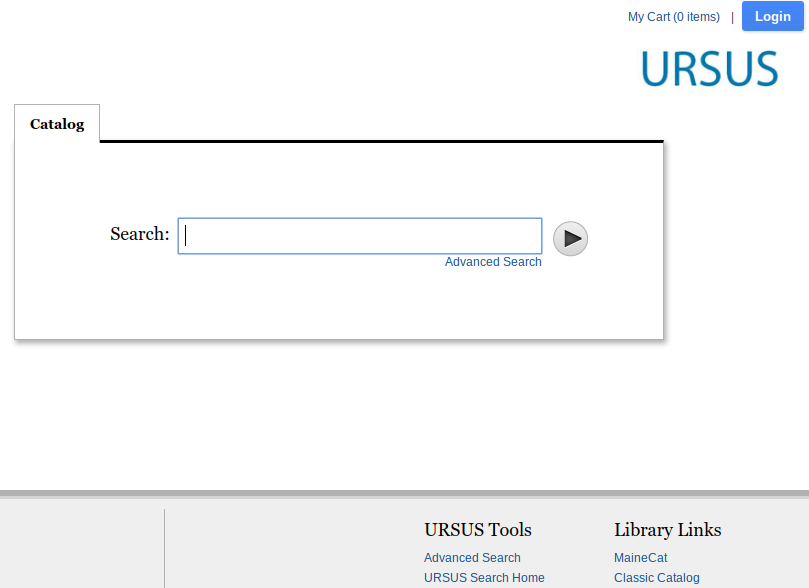 My Cart (0 items) | Login
URSUS
Catalog
Search:
Advanced Search
URSUS Tools
Library Links
Advanced Search
MaineCat
URSUS Search Home
Classic Catalog